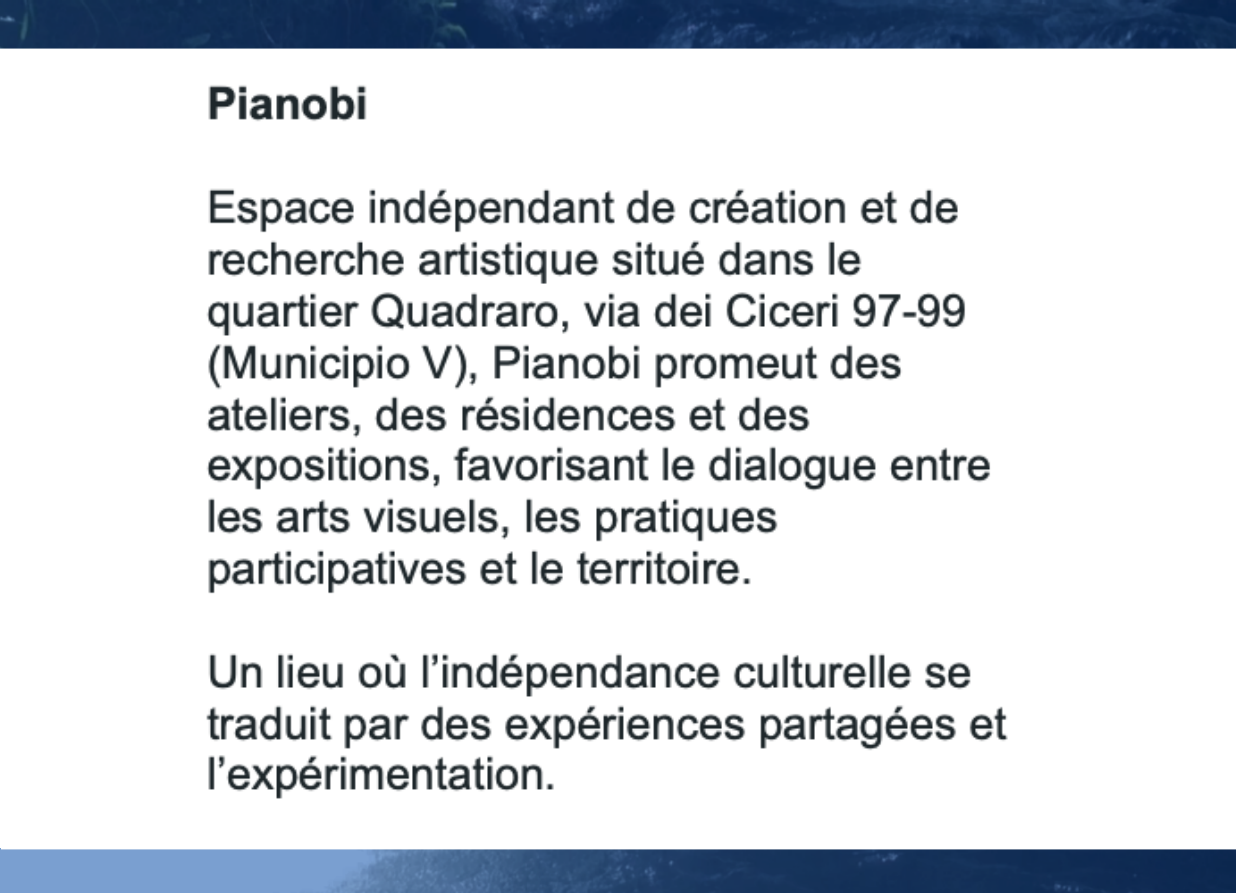 Pianobi
Espace indépendant de création et de
recherche artistique situé dans le
quartier Quadraro, via dei Ciceri 97-99
(Municipio V), Pianobi promeut des
ateliers, des résidences et des
expositions, favorisant le dialogue entre
les arts visuels, les pratiques
participatives et le territoire.
Un lieu où l’indépendance culturelle se
traduit par des expériences partagées et
l’expérimentation.